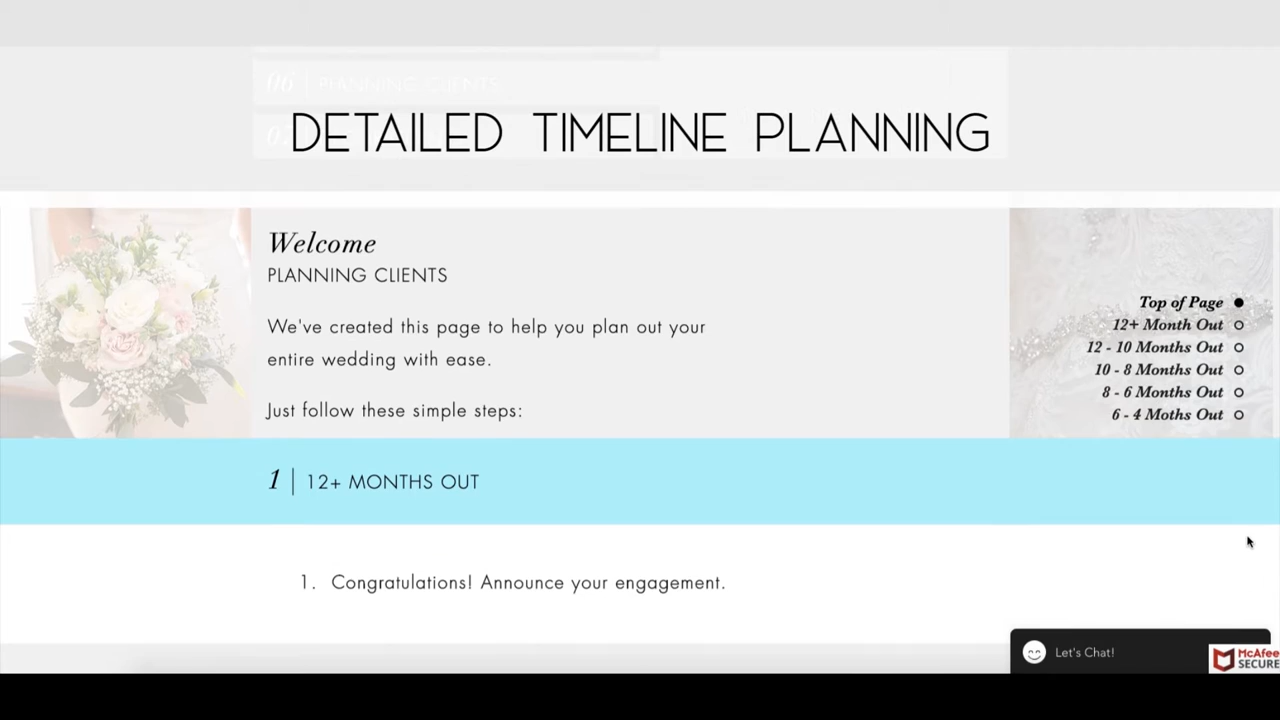 06 | PLANNING CLIENTS
DETAILED TIMELINE PLANNING
Welcome
PLANNING CLIENTS
We've created this page to help you plan out your
entire wedding with ease.
Just follow these simple steps:
Top of Page
12+ Month Out
12 - 10 Months Out
10 - 8 Months Out
8 - 6 Months Out
6 - 4 Moths Out
1 | 12+ MONTHS OUT
1. Congratulations! Announce your engagement.
Let's Chat!
McAfee
SECURE